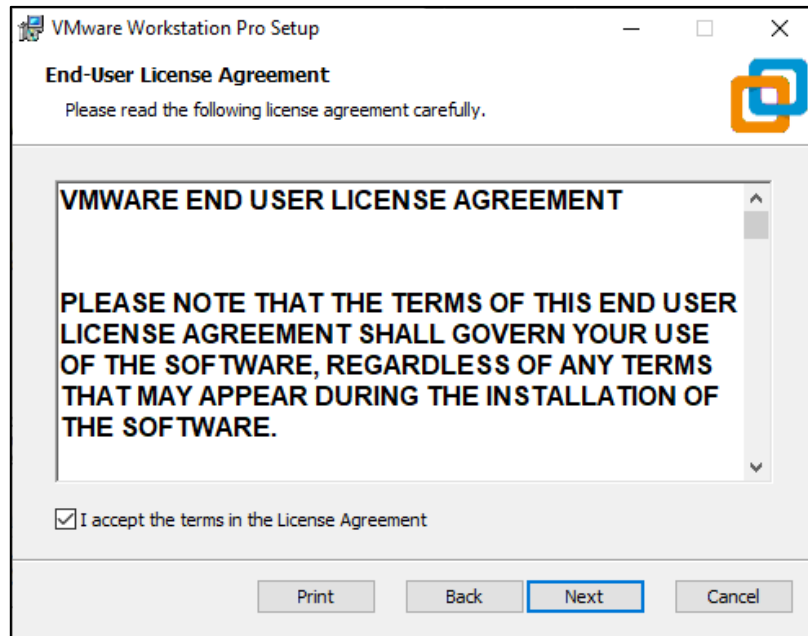 VMware Workstation Pro Setup
End-User License Agreement
Please read the following license agreement carefully.
VMWARE END USER LICENSE AGREEMENT
PLEASE NOTE THAT THE TERMS OF THIS END USER
LICENSE AGREEMENT SHALL GOVERN YOUR USE
OF THE SOFTWARE, REGARDLESS OF ANY TERMS
THAT MAY APPEAR DURING THE INSTALLATION OF
THE SOFTWARE.
I accept the terms in the License Agreement
Print Back Next Cancel